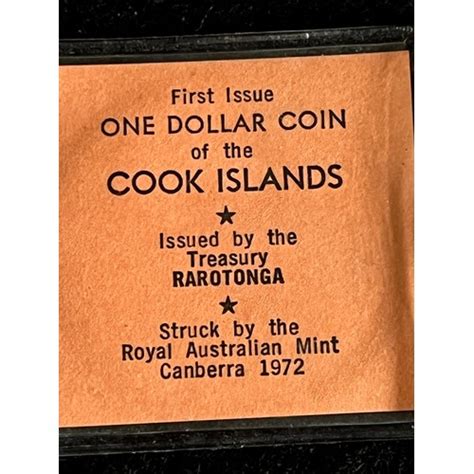 First Issue
ONE DOLLAR COIN
of the
COOK ISLANDS
★
Issued by the
Treasury
RAROTONGA
★
Struck by the
Royal Australian Mint
Canberra 1972